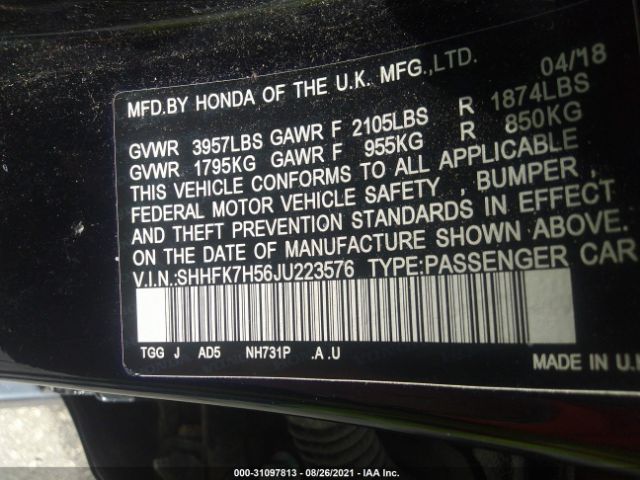 MFD.BY HONDA OF THE U.K. MFG.,LTD. 04/18
GVWR 3957LBS GAWR F 2105LBS R 1874LBS
GVWR 1795KG GAWR F 955KG R 850KG
THIS VEHICLE CONFORMS TO ALL APPLICABLE
FEDERAL MOTOR VEHICLE SAFETY , BUMPER ,
AND THEFT PREVENTION STANDARDS IN EFFECT
ON THE DATE OF MANUFACTURE SHOWN ABOVE.
V.I.N.:SHHFK7H56JU223576 TYPE:PASSENGER CAR
TGG J AD5 NH731P .A .U MADE IN U.K
000-31097813 - 08/26/2021 - IAA Inc.